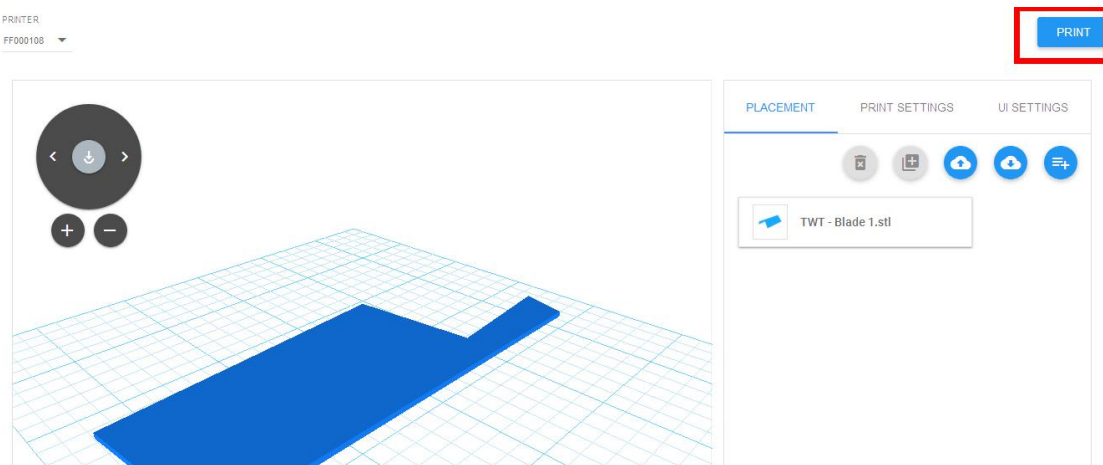 PRINTER
FF000108
PRINT
PLACEMENT PRINT SETTINGS UI SETTINGS
TWT - Blade 1.stl